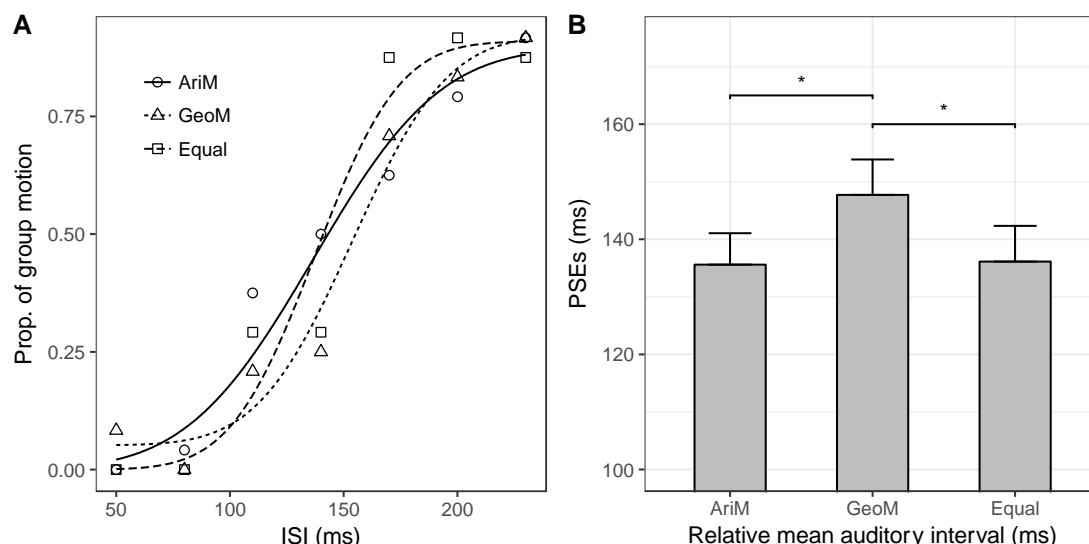 A
AriM
GeoM
Equal
Prop. of group motion
0.75
0.50
0.25
0.00
50
100
150
200
ISI (ms)
B
*
*
PSEs (ms)
160
140
120
100
AriM
GeoM
Equal
Relative mean auditory interval (ms)